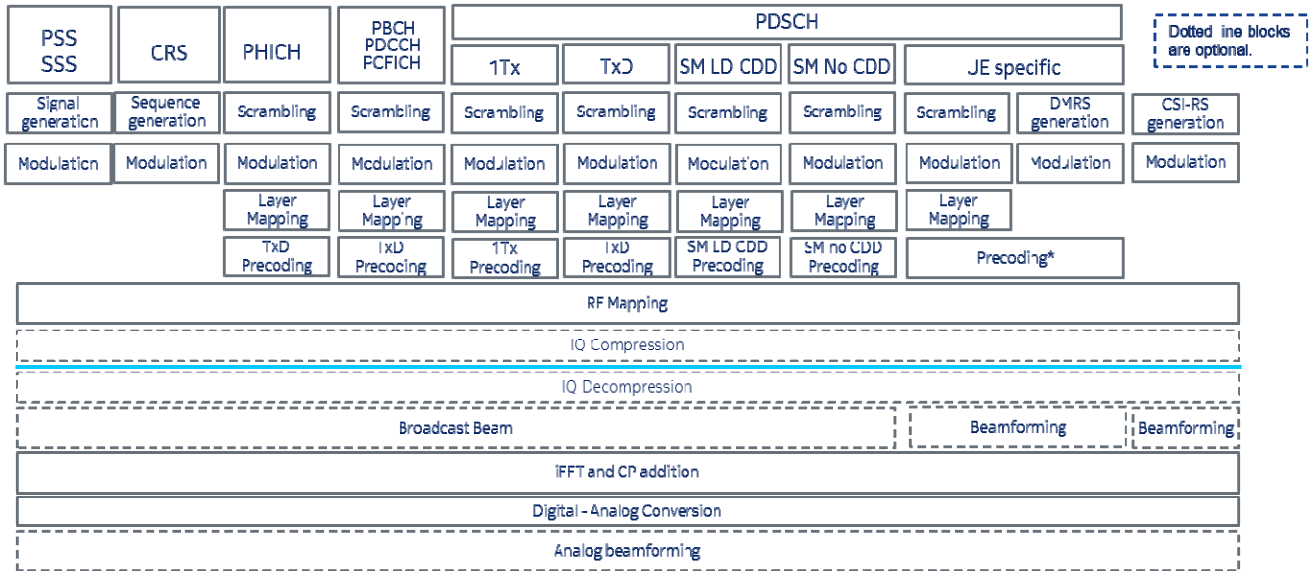 PSS
SSS
CRS
PHICH
PBCH
PDCCH
PCFICH
PDSCH
Dotted line blocks
are optional.
1Tx
TxD
SM LD CDD
SM No CDD
UE specific
Signal
generation
Sequence
generation
Scrambling
Scrambling
Scrambling
Scrambling
Scrambling
Scrambling
Scrambling
DMRS
generation
CSI-RS
generation
Modulation
Modulation
Modulation
Modulation
Modulation
Modulation
Modulation
Modulation
Modulation
Modulation
Modulation
Layer
Mapping
Layer
Mapping
Layer
Mapping
Layer
Mapping
Layer
Mapping
Layer
Mapping
Layer
Mapping
TxD
Precoding
TxD
Precoding
1Tx
Precoding
TxD
Precoding
SM LD CDD
Precoding
SM no CDD
Precoding
Precoding*
RF Mapping
IQ Compression
IQ Decompression
Broadcast Beam
Beamforming
Beamforming
iFFT and CP addition
Digital - Analog Conversion
Analog beamforming